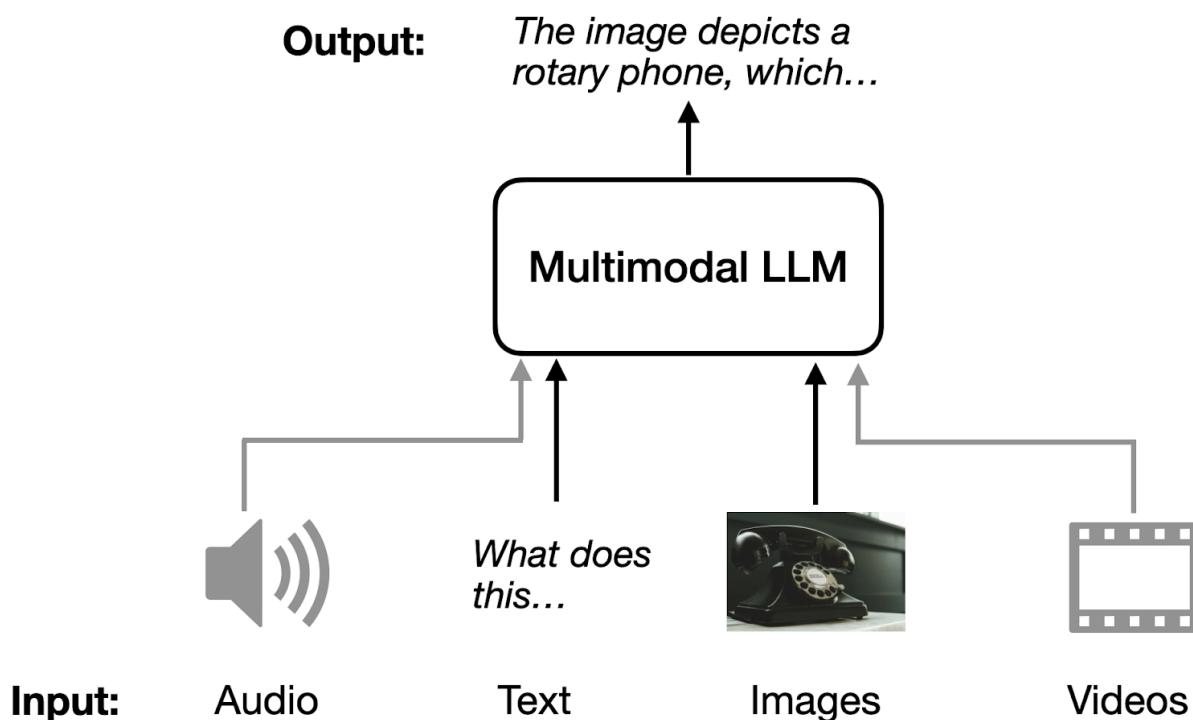 Output:
The image depicts a
rotary phone, which…
Multimodal LLM
What does
this…
Input:
Audio
Text
Images
Videos